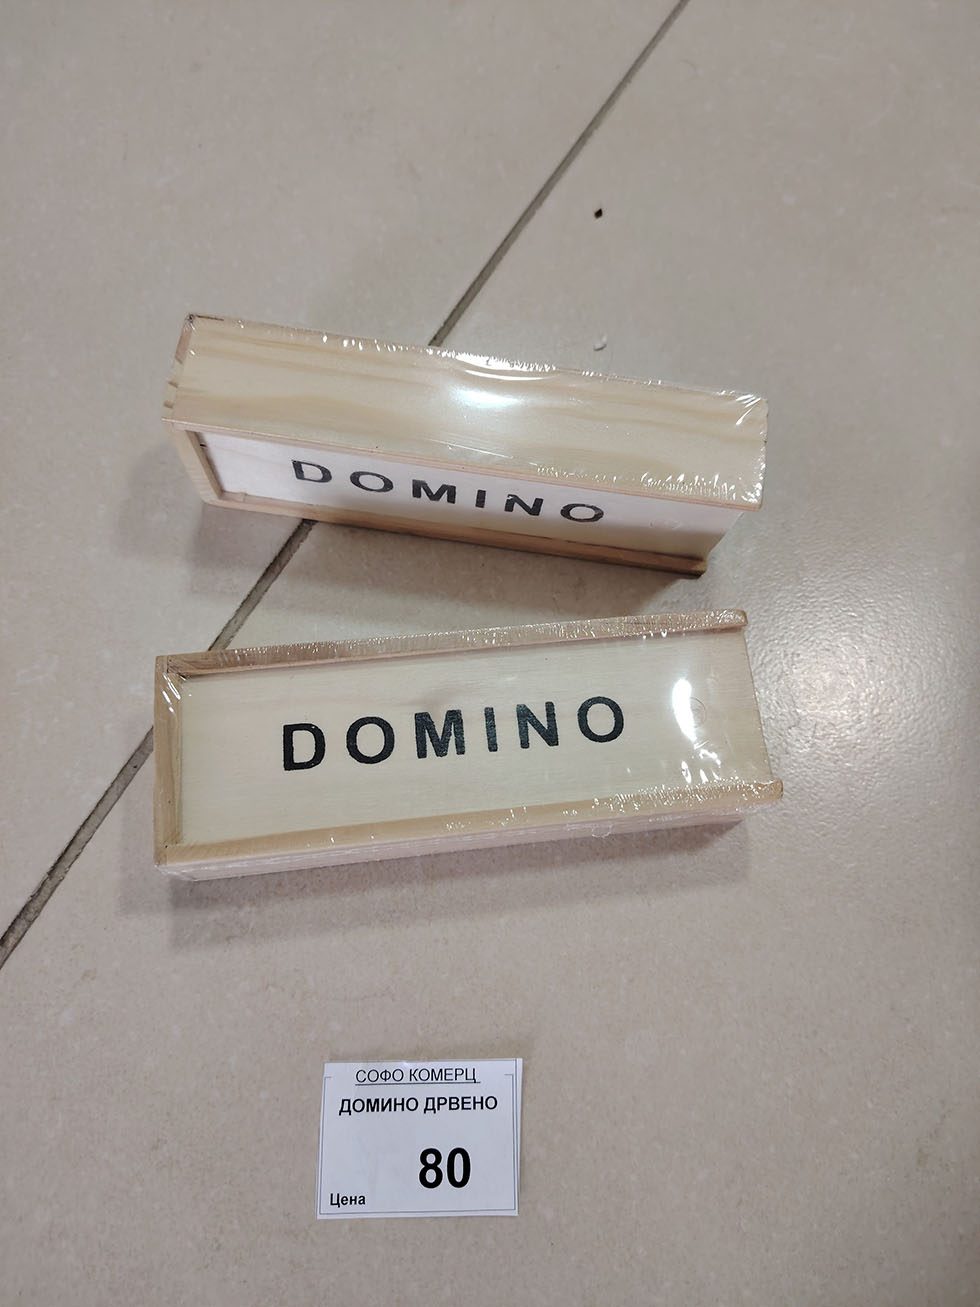 DOMINO
DOMINO
СОФО КОМЕРЦ
ДОМИНО ДРВЕНО
80
Цена